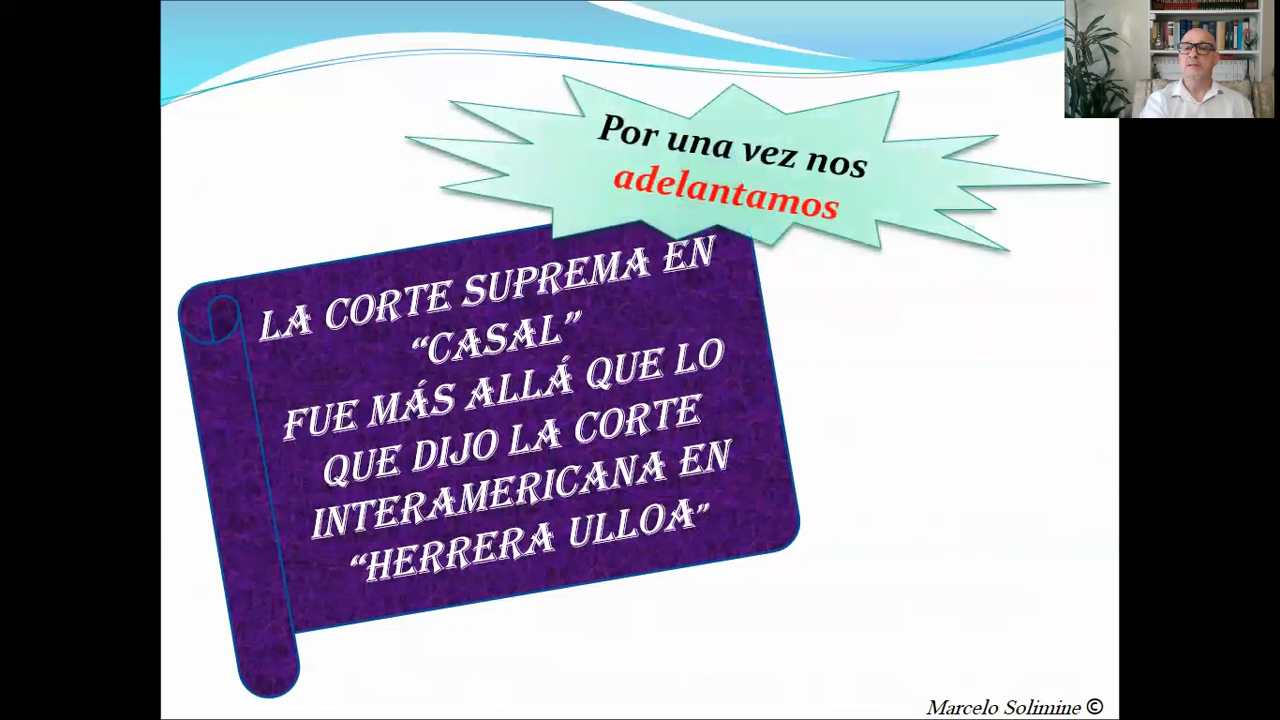 Por una vez nos
adelantamos
LA CORTE SUPREMA EN
“CASAL”
FUE MÁS ALLÁ QUE LO
QUE DIJO LA CORTE
INTERAMERICANA EN
“HERRERA ULLOA”
Marcelo Solimine ©